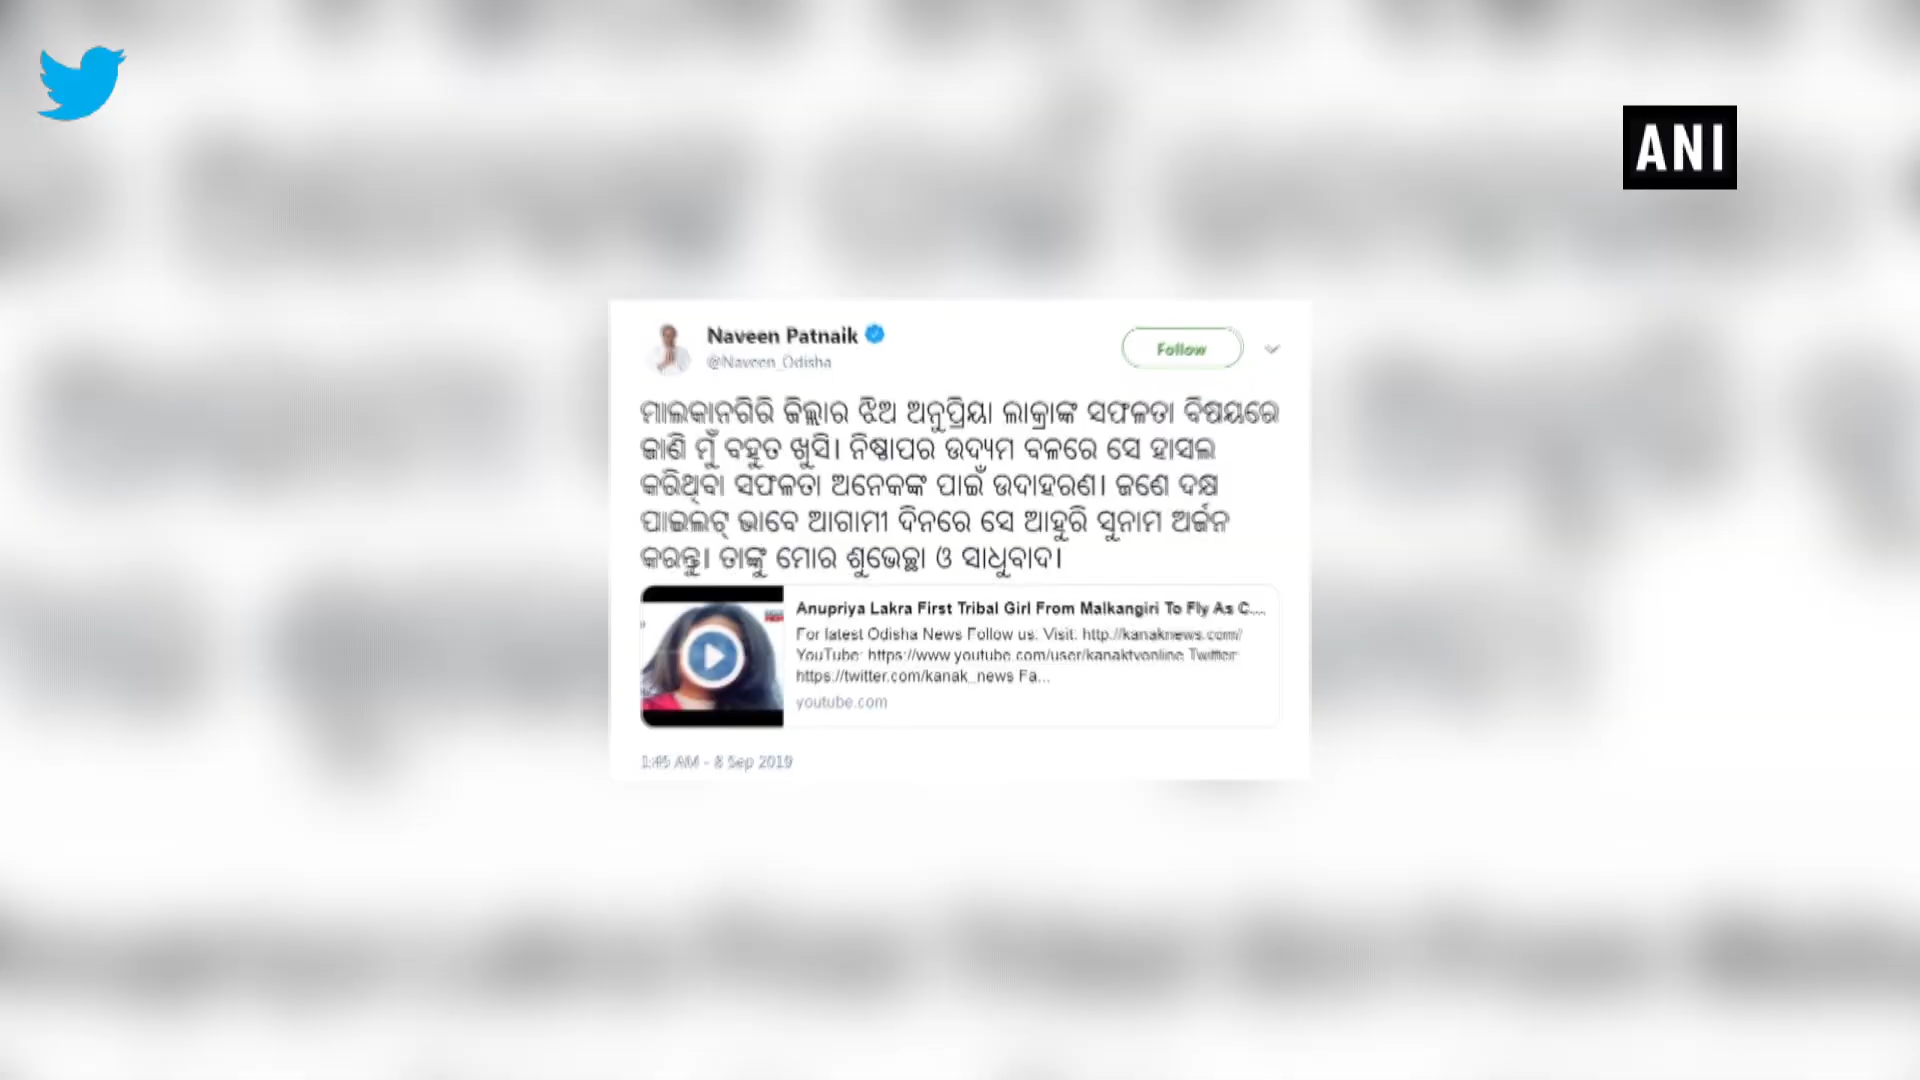 ANI
Naveen Patnaik
@Naveen_Odisha
Follow
ମାଲକାନଗିରି ଜିଲ୍ଲାର ଝିଅ ଅନୁପ୍ରିୟା ଲାକ୍ରାଙ୍କ ସଫଳତା ବିଷୟରେ
ଜାଣି ମୁଁ ବହୁତ ଖୁସି। ନିଷ୍ଠାପର ଉଦ୍ୟମ ବଳରେ ସେ ହାସଲ
କରିଥିବା ସଫଳତା ଅନେକଙ୍କ ପାଇଁ ଉଦାହରଣ। ଜଣେ ଦକ୍ଷ
ପାଇଲଟ୍ ଭାବେ ଆଗାମୀ ଦିନରେ ସେ ଆହୁରି ସୁନାମ ଅର୍ଜନ
କରନ୍ତୁ। ତାଙ୍କୁ ମୋର ଶୁଭେଚ୍ଛା ଓ ସାଧୁବାଦ।
Anupriya Lakra First Tribal Girl From Malkangiri To Fly As C...
For latest Odisha News Follow us: Visit: http://kanaknews.com/
YouTube: https://www.youtube.com/user/kanaktvonline Twitter:
https://twitter.com/kanak_news Fa...
youtube.com
1:45 AM - 8 Sep 2019